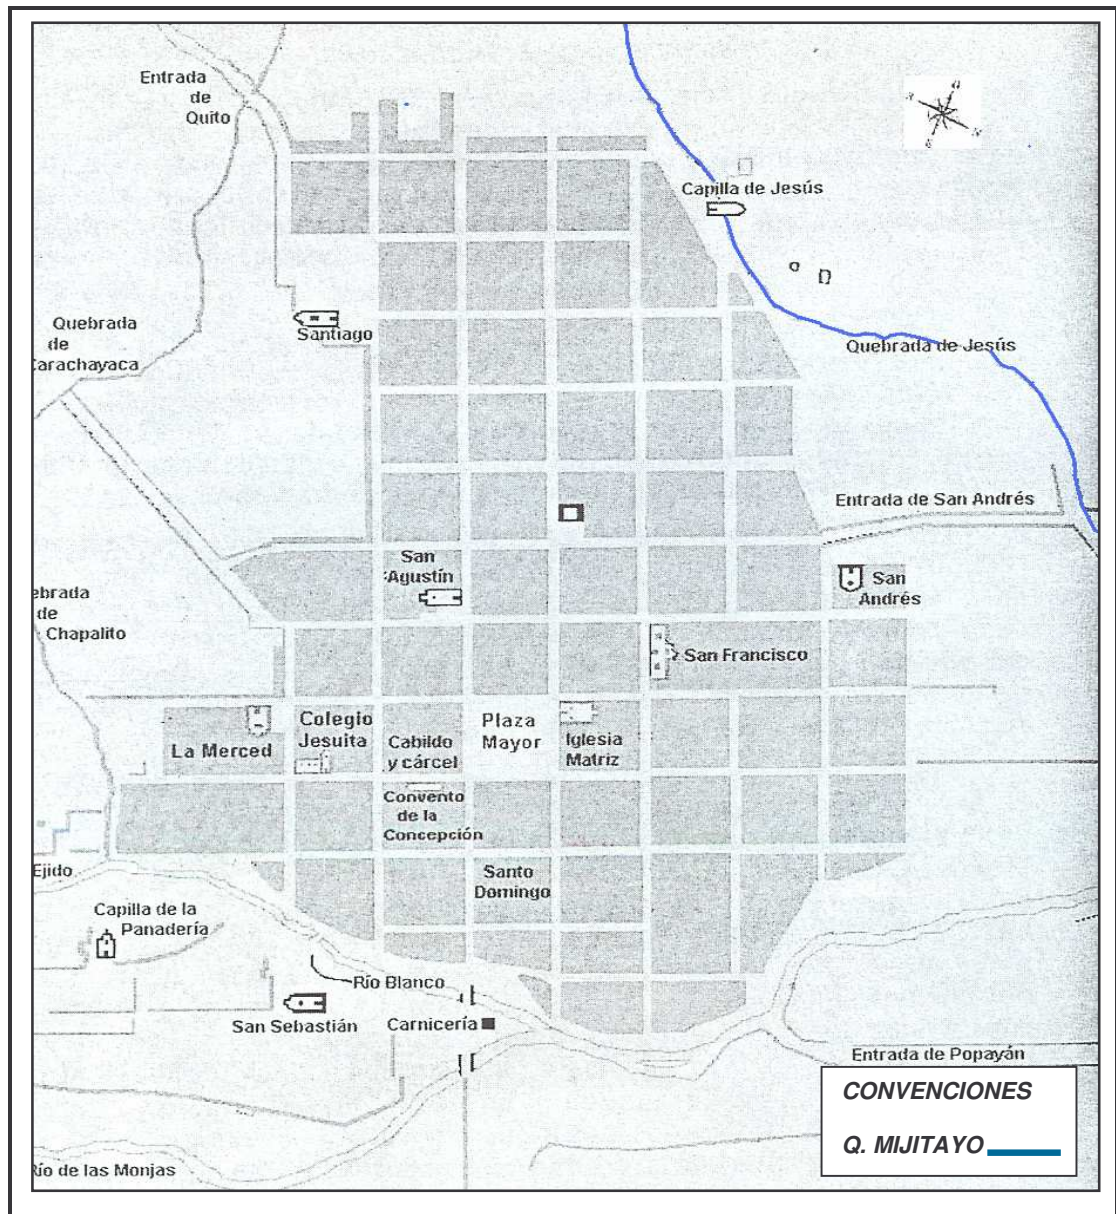 Entrada
de
Quito
Capilla de Jesús
Quebrada
de
Carachayaca
Santiago
Quebrada de Jesús
Entrada de San Andrés
San
Agustín
San
Andrés
ebrada
de
Chapalito
San Francisco
La Merced
Colegio
Jesuita
Cabildo
y cárcel
Plaza
Mayor
Iglesia
Matriz
Convento
de la
Concepción
Ejido
Santo
Domingo
Capilla de la
Panadería
Río Blanco
San Sebastián
Carnicería
Entrada de Popayán
Río de las Monjas
CONVENCIONES
Q. MIJITAYO